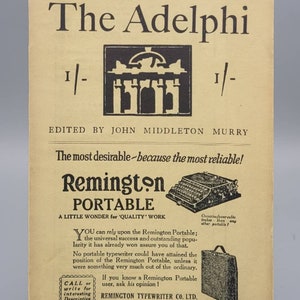 The Adelphi
1/- 1/-
EDITED BY JOHN MIDDLETON MURRY
The most desirable—because the most reliable!
Remington
PORTABLE
A LITTLE WONDER for 'QUALITY' WORK
YOU can rely upon the Remington Portable;
the universal success and outstanding popu-
larity it has already won assure you of that.
No portable typewriter could have attained the
position of the Remington Portable, unless it
were something very much out of the ordinary.
If you know a Remington Portable
user, ask his opinion!
CALL or
write for
interesting
REMINGTON TYPEWRITER CO. LTD.